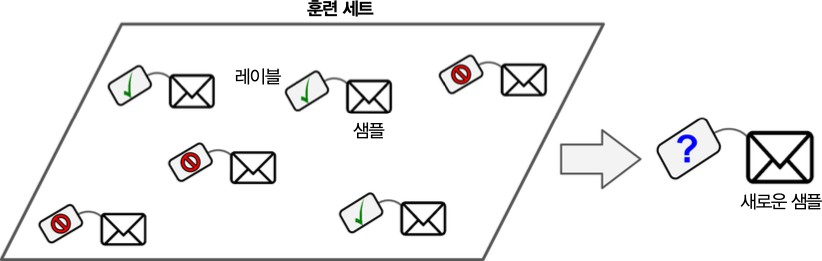 훈련 세트
레이블
샘플
?
새로운 샘플